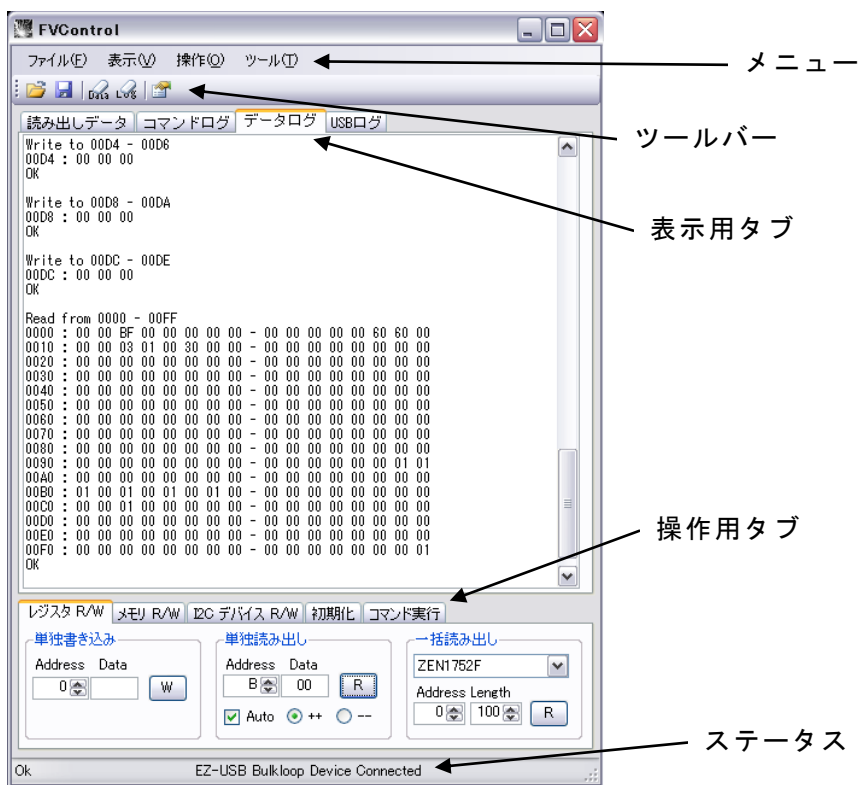 FVControl
ファイル(F) 表示(V) 操作(O) ツール(T)
メニュー
Data LOG
ツールバー
読み出しデータ コマンドログ データログ USBログ
表示用タブ
Write to 00D4 - 00D6
00D4 : 00 00 00
OK
Write to 00D8 - 00DA
00D8 : 00 00 00
OK
Write to 00DC - 00DE
00DC : 00 00 00
OK
Read from 0000 - 00FF
0000 : 00 00 BF 00 00 00 00 00 - 00 00 00 00 00 60 60 00
0010 : 00 00 03 01 00 30 00 00 - 00 00 00 00 00 00 00 00
0020 : 00 00 00 00 00 00 00 00 - 00 00 00 00 00 00 00 00
0030 : 00 00 00 00 00 00 00 00 - 00 00 00 00 00 00 00 00
0040 : 00 00 00 00 00 00 00 00 - 00 00 00 00 00 00 00 00
0050 : 00 00 00 00 00 00 00 00 - 00 00 00 00 00 00 00 00
0060 : 00 00 00 00 00 00 00 00 - 00 00 00 00 00 00 00 00
0070 : 00 00 00 00 00 00 00 00 - 00 00 00 00 00 00 00 00
0080 : 00 00 00 00 00 00 00 00 - 00 00 00 00 00 00 00 00
0090 : 00 00 00 00 00 00 00 00 - 00 00 00 00 00 00 01 01
00A0 : 00 00 00 00 00 00 00 00 - 00 00 00 00 00 00 00 00
00B0 : 01 00 01 00 01 00 01 00 - 00 00 00 00 00 00 00 00
00C0 : 00 00 01 00 00 00 00 00 - 00 00 00 00 00 00 00 00
00D0 : 00 00 00 00 00 00 00 00 - 00 00 00 00 00 00 00 00
00E0 : 00 00 00 00 00 00 00 00 - 00 00 00 00 00 00 00 00
00F0 : 00 00 00 00 00 00 00 00 - 00 00 00 00 00 00 00 01
OK
操作用タブ
レジスタ R/W メモリ R/W I2C デバイス R/W 初期化 コマンド実行
単独書き込み
Address Data
0 W
単独読み出し
Address Data
B 00 R
Auto ++ --
一括読み出し
ZEN1752F
Address Length
0 100 R
ステータス
Ok EZ-USB Bulkloop Device Connected